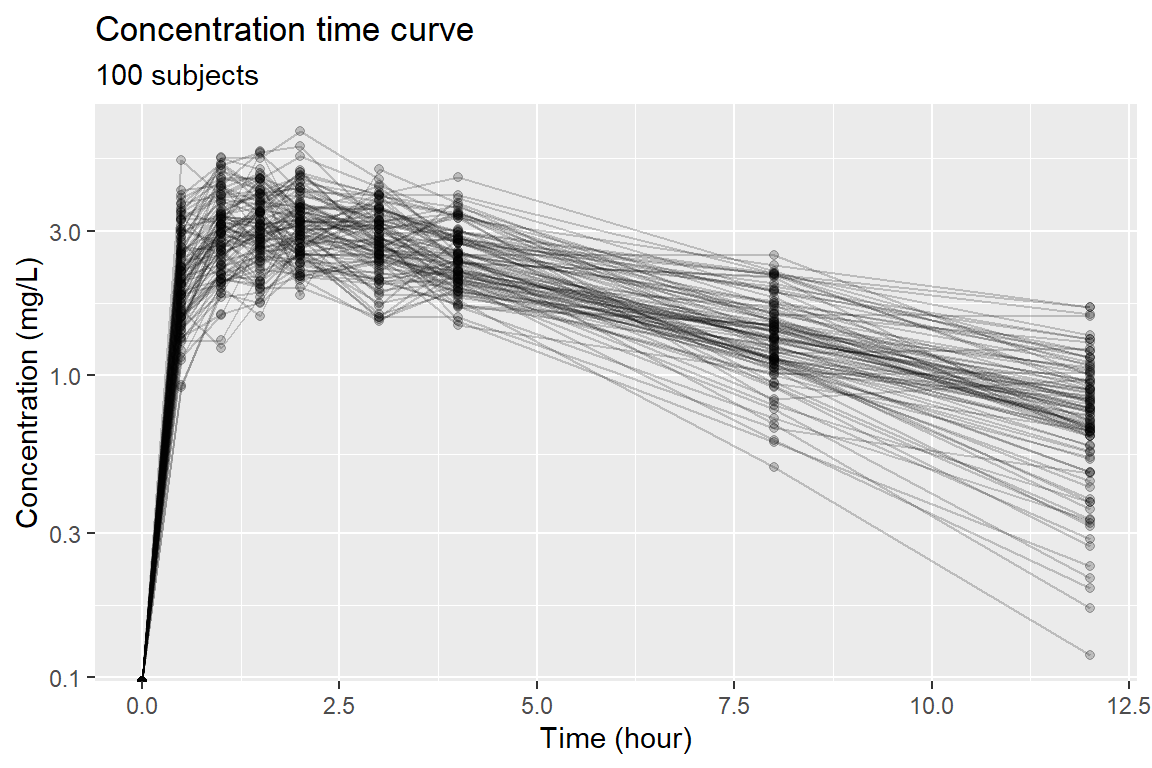 Concentration time curve
100 subjects
Concentration (mg/L)
3.0
1.0
0.3
0.1
0.0 2.5 5.0 7.5 10.0 12.5
Time (hour)